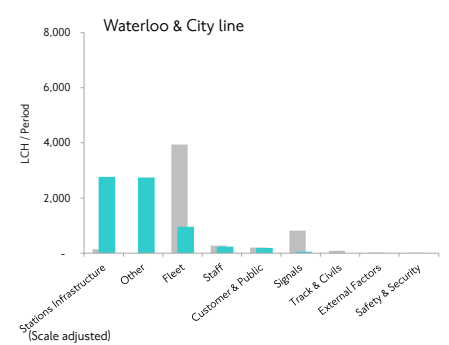 Waterloo & City line
8,000
6,000
4,000
2,000
-
LCH / Period
Stations Infrastructure
Other
Fleet
Staff
Customer & Public
Signals
Track & Civils
External Factors
Safety & Security
(Scale adjusted)